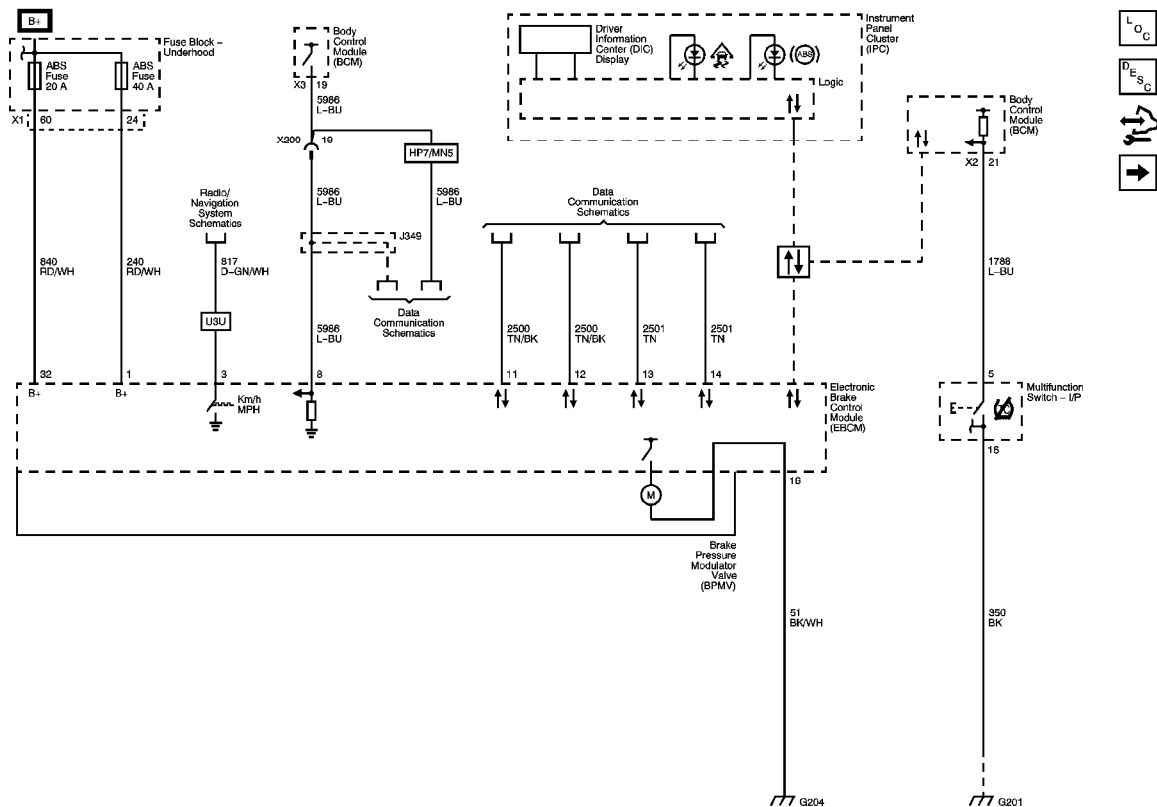 B+
Fuse Block –
Underhood
ABS
Fuse
20 A
ABS
Fuse
40 A
X1
60
24
Body
Control
Module
(BCM)
X3
19
5986
L–BU
X200
19
HP7/MN5
5986
L–BU
5986
L–BU
J349
Data
Communication
Schematics
5986
L–BU
Driver
Information
Center (DIC)
Display
ABS
Instrument
Panel
Cluster
(IPC)
Logic
Body
Control
Module
(BCM)
X2
21
L O C
D E S C
Radio/
Navigation
System
Schematics
840
RD/WH
240
RD/WH
817
D–GN/WH
U3U
Data
Communication
Schematics
2500
TN/BK
2500
TN/BK
2501
TN
2501
TN
1788
L–BU
32
1
3
8
11
12
13
14
5
B+
B+
Km/h
MPH
Electronic
Brake
Control
Module
(EBCM)
E
Multifunction
Switch – I/P
16
M
16
Brake
Pressure
Modulator
Valve
(BPMV)
51
BK/WH
350
BK
G204
G201